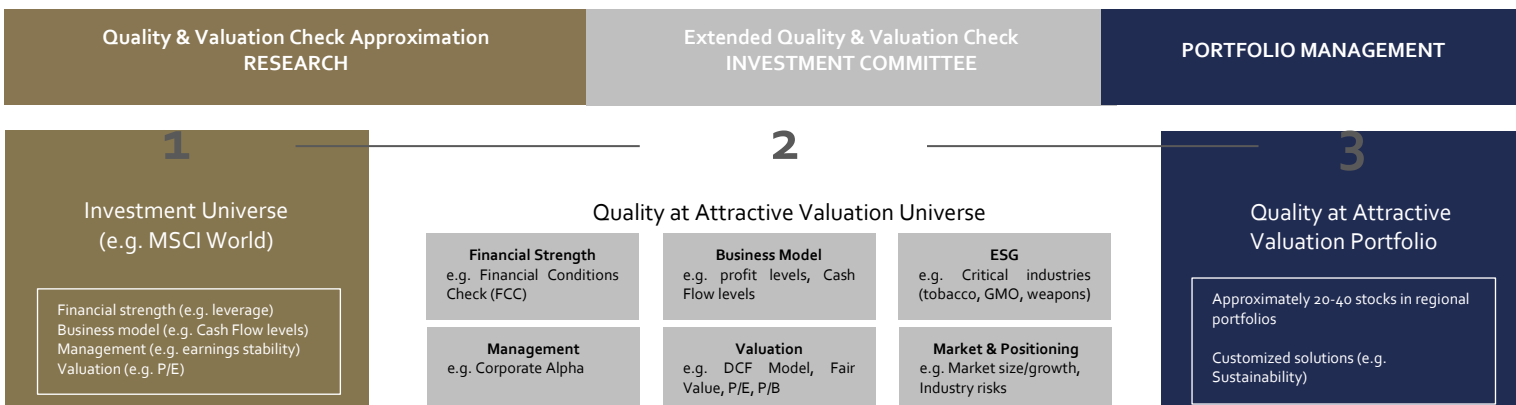 Quality & Valuation Check Approximation
RESEARCH
Extended Quality & Valuation Check
INVESTMENT COMMITTEE
PORTFOLIO MANAGEMENT
1
2
3
Investment Universe
(e.g. MSCI World)
Financial strength (e.g. leverage)
Business model (e.g. Cash Flow levels)
Management (e.g. earnings stability)
Valuation (e.g. P/E)
Quality at Attractive Valuation Universe
Financial Strength
e.g. Financial Conditions
Check (FCC)
Business Model
e.g. profit levels, Cash
Flow levels
ESG
e.g. Critical industries
(tobacco, GMO, weapons)
Management
e.g. Corporate Alpha
Valuation
e.g. DCF Model, Fair
Value, P/E, P/B
Market & Positioning
e.g. Market size/growth,
Industry risks
Quality at Attractive
Valuation Portfolio
Approximately 20-40 stocks in regional
portfolios
Customized solutions (e.g.
Sustainability)